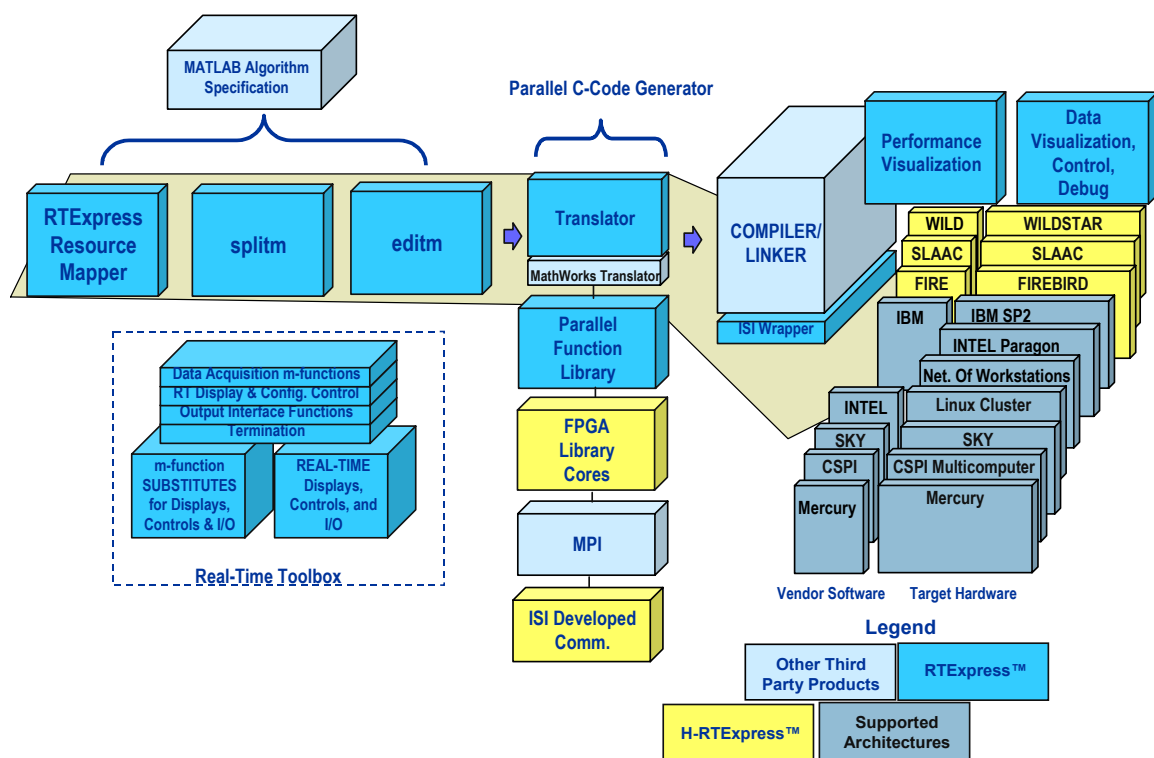 MATLAB Algorithm
Specification
Parallel C-Code Generator
RTExpress
Resource
Mapper
splitm
editm
Translator
MathWorks Translator
COMPILER/
LINKER
ISI Wrapper
Performance
Visualization
Data
Visualization,
Control,
Debug
WILD
WILDSTAR
SLAAC
SLAAC
FIRE
FIREBIRD
IBM
IBM SP2
INTEL Paragon
Net. Of Workstations
INTEL
Linux Cluster
SKY
SKY
CSPI
CSPI Multicomputer
Mercury
Mercury
Vendor Software
Target Hardware
Parallel
Function
Library
FPGA
Library
Cores
MPI
ISI Developed
Comm.
Data Acquisition m-functions
RT Display & Config. Control
Output Interface Functions
Termination
m-function
SUBSTITUTES
for Displays,
Controls & I/O
REAL-TIME
Displays,
Controls, and
I/O
Real-Time Toolbox
Legend
Other Third
Party Products
RTExpress™
H-RTExpress™
Supported
Architectures